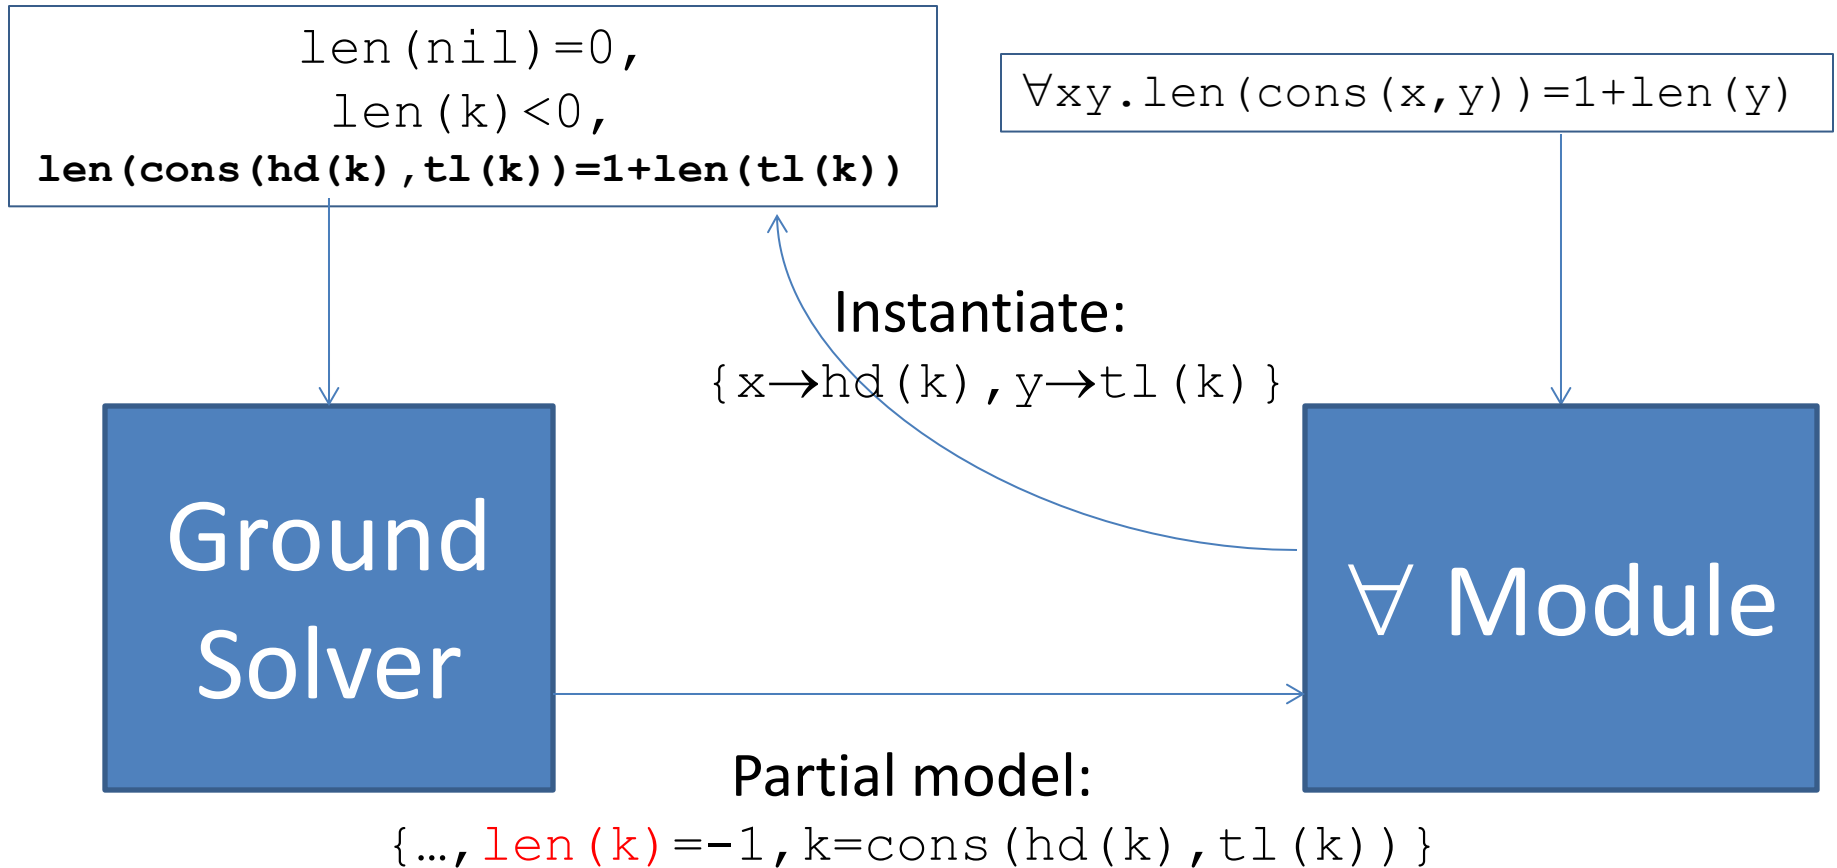 len(nil)=0,
len(k)<0,
len(cons(hd(k),tl(k))=1+len(tl(k))
∀xy.len(cons(x,y))=1+len(y)
Instantiate:
{x→hd(k),y→tl(k)}
Ground
Solver
∀ Module
Partial model:
{…,len(k)=-1,k=cons(hd(k),tl(k))}